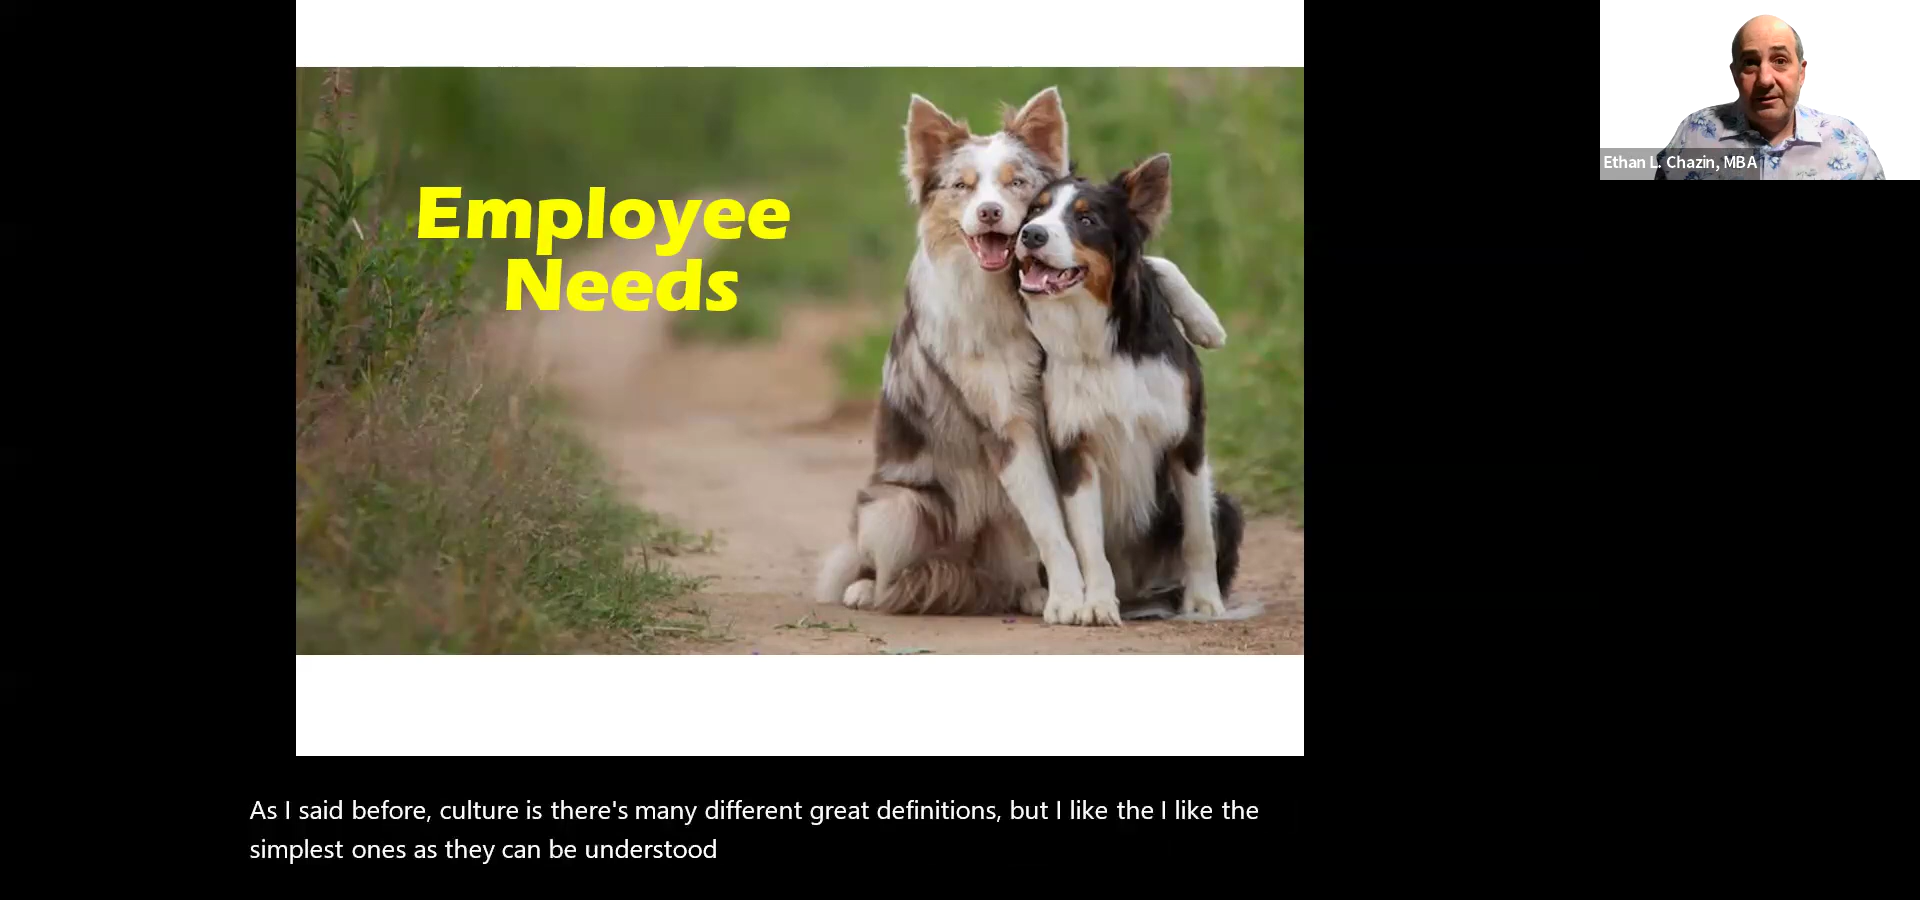 Employee
Needs
Ethan L. Chazin, MBA
As I said before, culture is there's many different great definitions, but I like the I like the
simplest ones as they can be understood